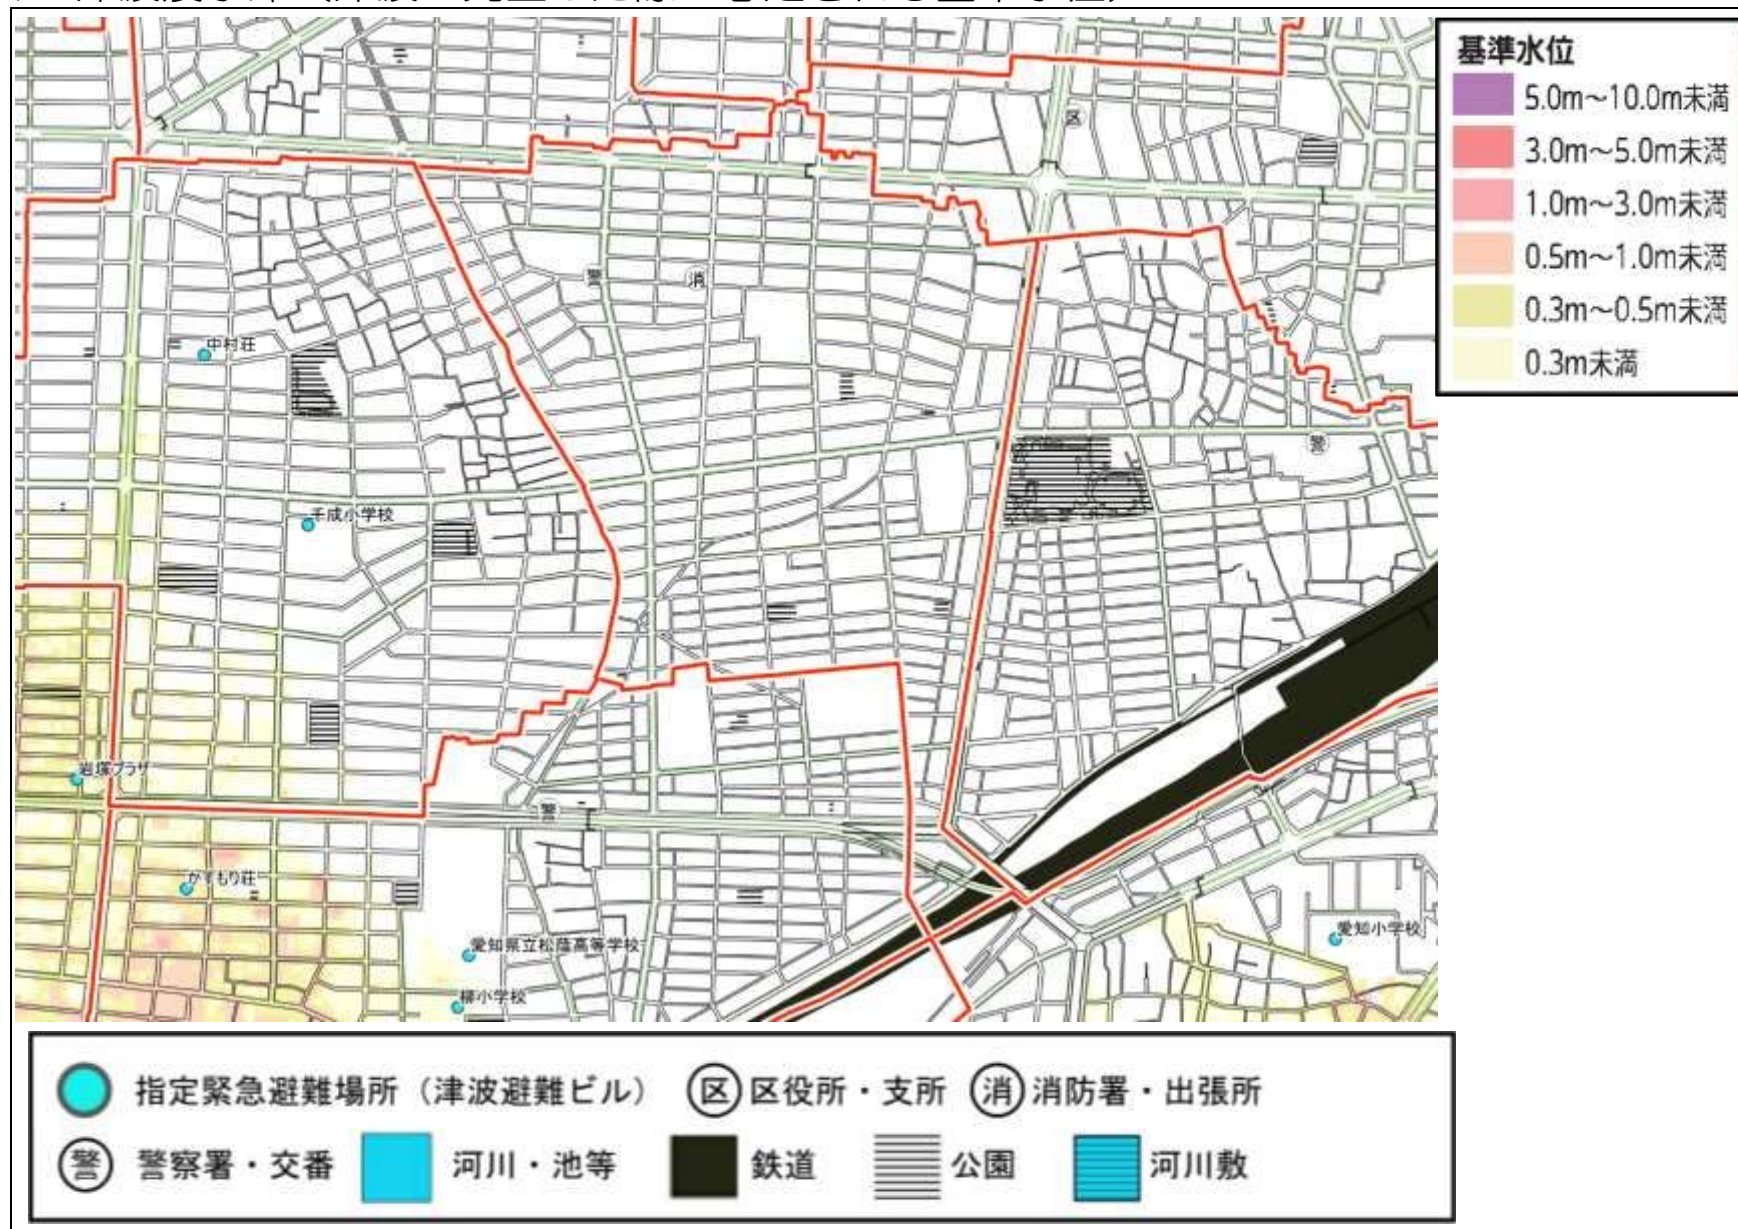 基準水位
5.0m～10.0m未満
3.0m～5.0m未満
1.0m～3.0m未満
0.5m～1.0m未満
0.3m～0.5m未満
0.3m未満
区
警
消
中村荘
警
千成小学校
岩塚プラザ
警
かすもり荘
愛知県立松蔭高等学校
愛知小学校
柳小学校
指定緊急避難場所（津波避難ビル） 区 区役所・支所 消 消防署・出張所
警 警察署・交番 河川・池等 鉄道 公園 河川敷